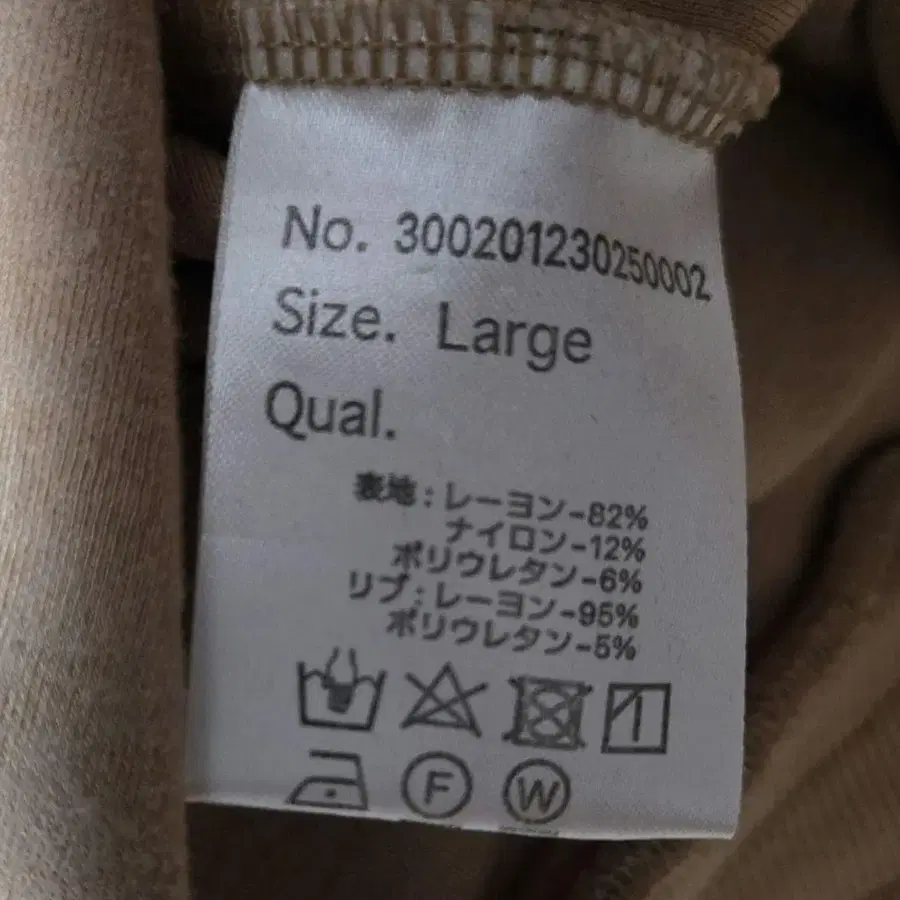 No. 300201230250002
Size. Large
Qual.
表地：レーヨン-82%
ナイロン-12%
ポリウレタン-6%
リブ：レーヨン-95%
ポリウレタン-5%
F W